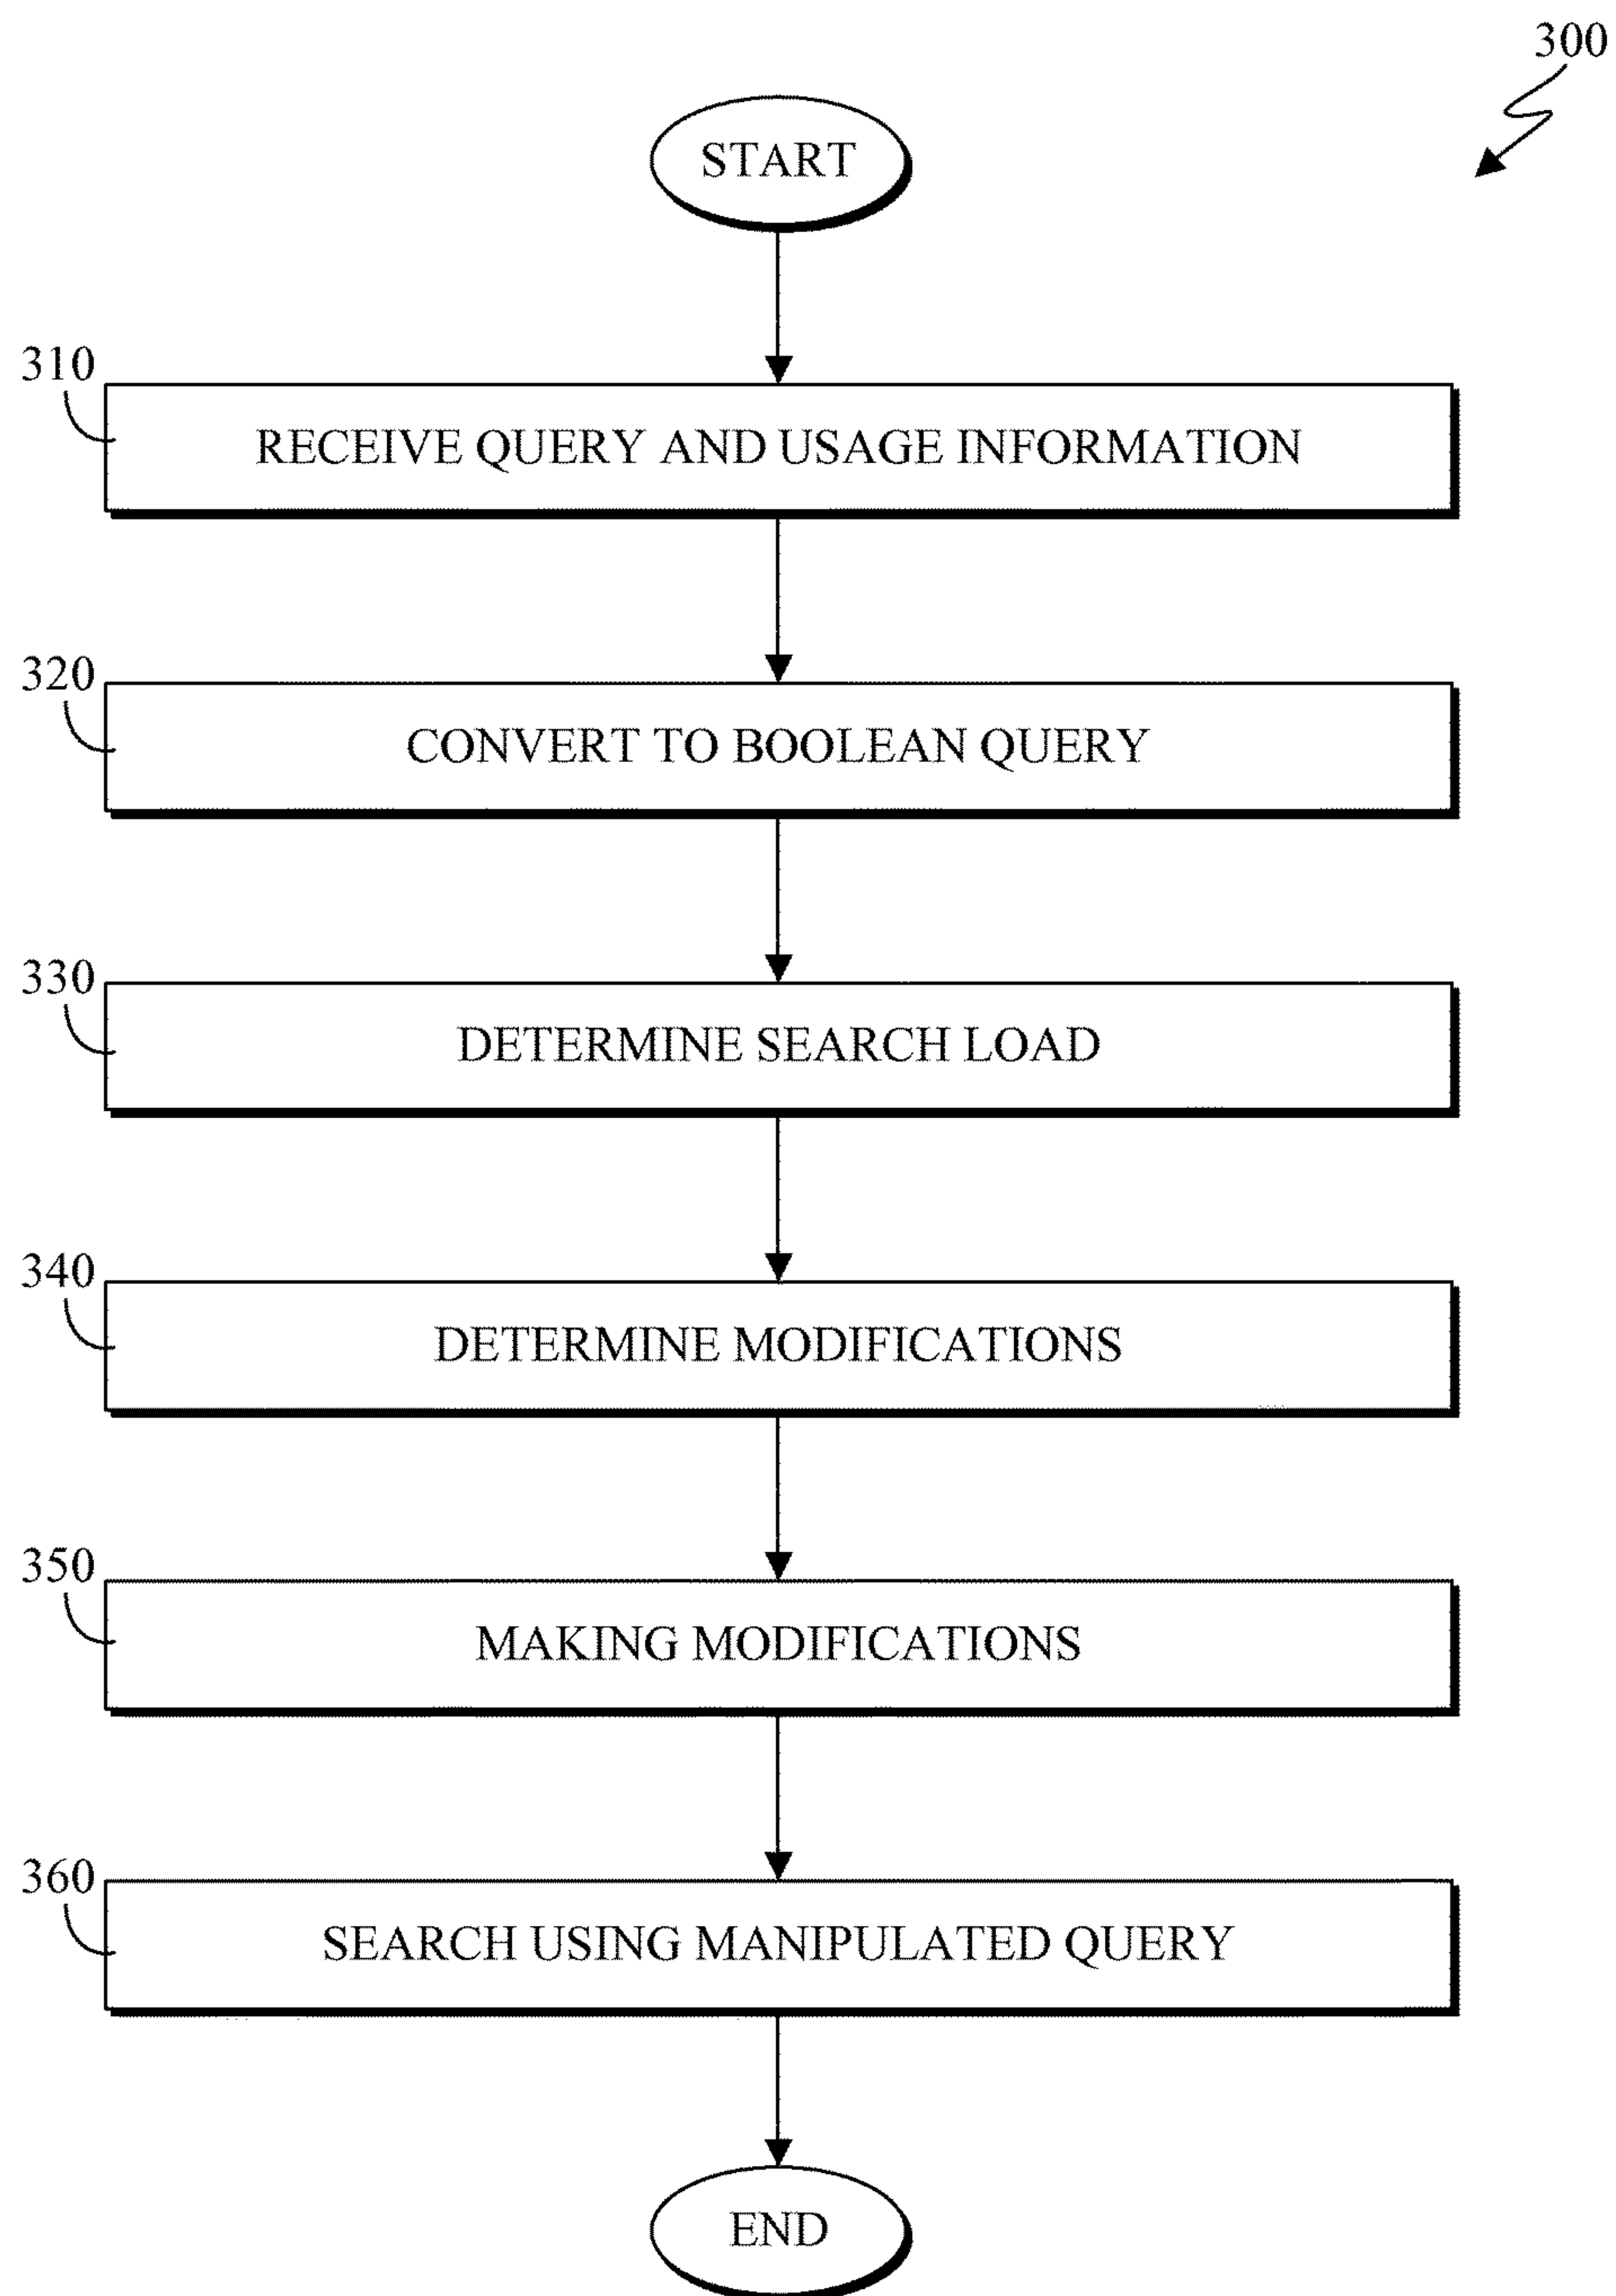 300
START
310
RECEIVE QUERY AND USAGE INFORMATION
320
CONVERT TO BOOLEAN QUERY
330
DETERMINE SEARCH LOAD
340
DETERMINE MODIFICATIONS
350
MAKING MODIFICATIONS
360
SEARCH USING MANIPULATED QUERY
END